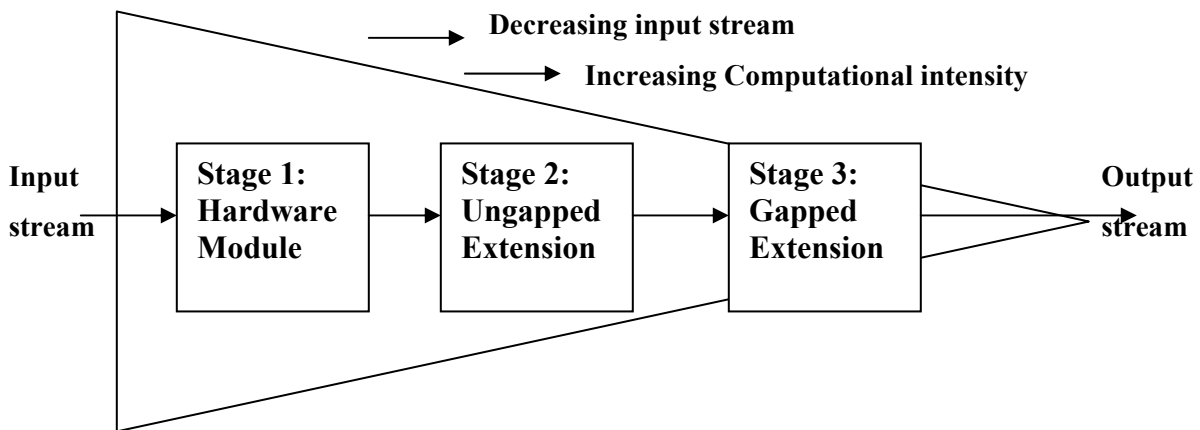 Decreasing input stream
Increasing Computational intensity
Input
stream
Stage 1:
Hardware
Module
Stage 2:
Ungapped
Extension
Stage 3:
Gapped
Extension
Output
stream